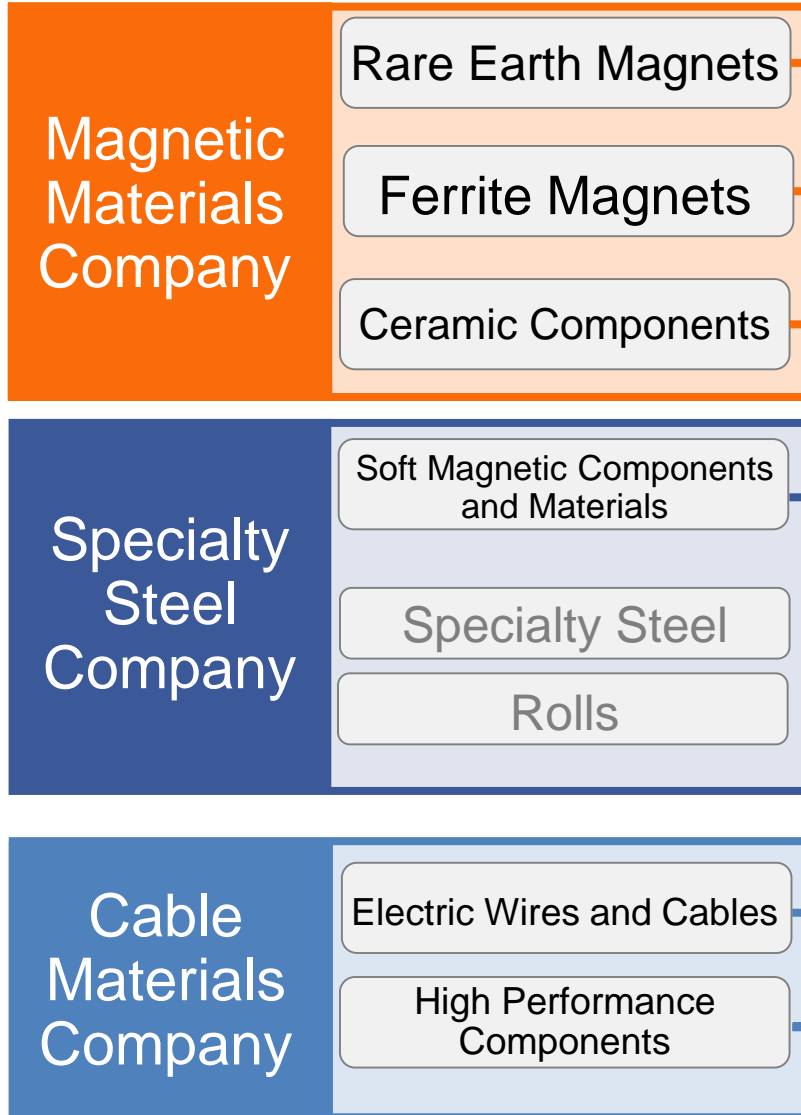 Magnetic
Materials
Company
Rare Earth Magnets
Ferrite Magnets
Ceramic Components
Specialty
Steel
Company
Soft Magnetic Components
and Materials
Specialty Steel
Rolls
Cable
Materials
Company
Electric Wires and Cables
High Performance
Components